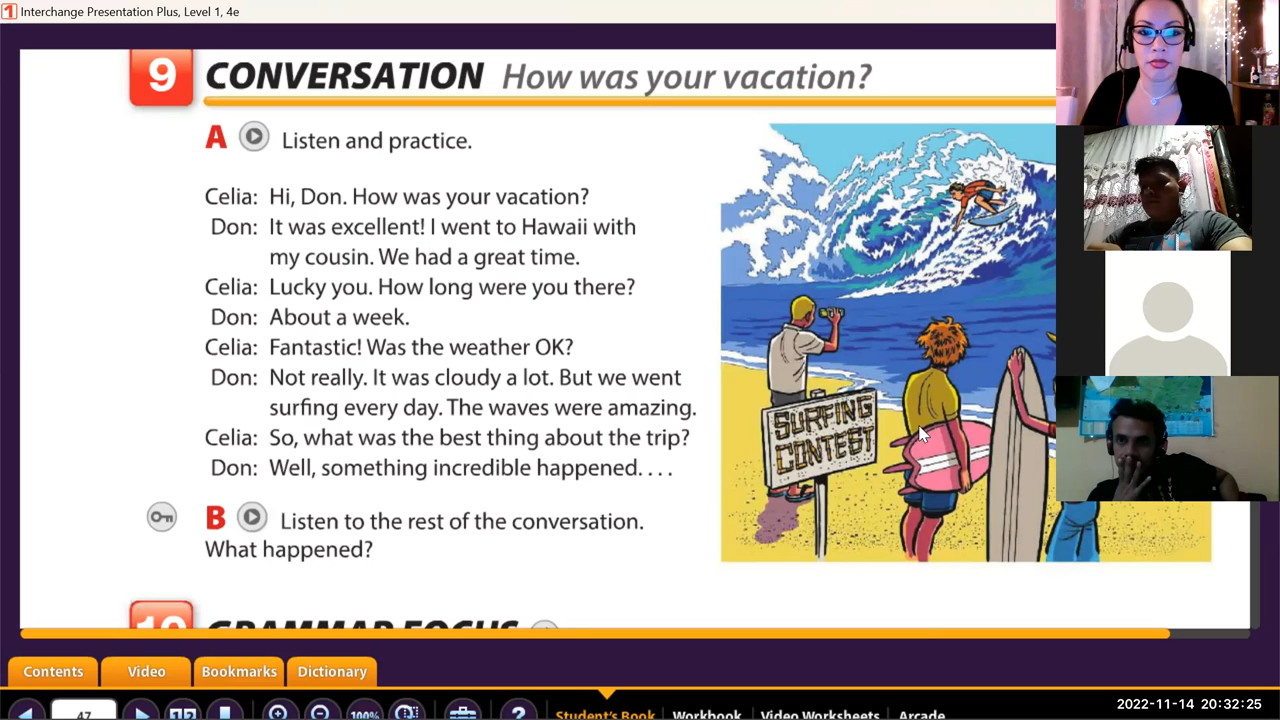 Interchange Presentation Plus, Level 1, 4e
9 CONVERSATION How was your vacation?
A Listen and practice.
Celia: Hi, Don. How was your vacation?
Don: It was excellent! I went to Hawaii with
my cousin. We had a great time.
Celia: Lucky you. How long were you there?
Don: About a week.
Celia: Fantastic! Was the weather OK?
Don: Not really. It was cloudy a lot. But we went
surfing every day. The waves were amazing.
Celia: So, what was the best thing about the trip?
Don: Well, something incredible happened. . . .
SURFING
CONTEST
B Listen to the rest of the conversation.
What happened?
10 GRAMMAR FOCUS
Contents Video Bookmarks Dictionary
47 100% ? Student's Book Workbook Video Worksheets Arcade
2022-11-14 20:32:25